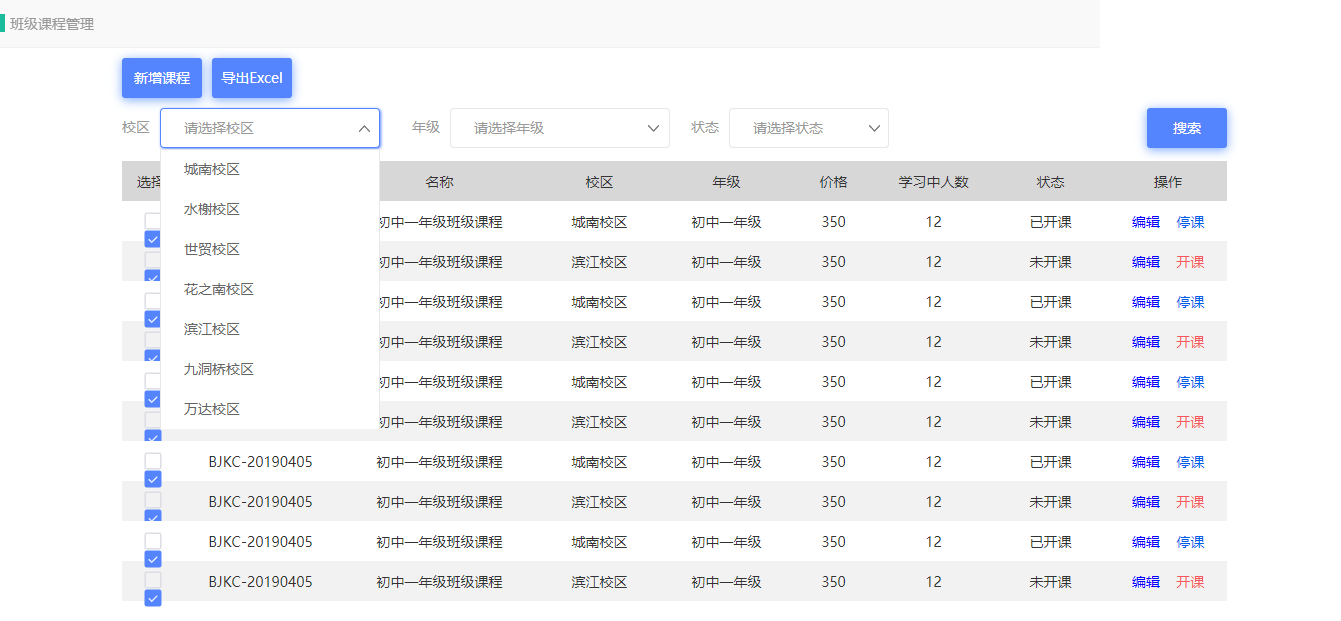 班级课程管理
新增课程 导出Excel
校区 请选择校区 年级 请选择年级 状态 请选择状态 搜索
选择 名称 校区 年级 价格 学习中人数 状态 操作
城南校区
水榭校区
世贸校区
花之南校区
滨江校区
九洞桥校区
万达校区
初中一年级班级课程 城南校区 初中一年级 350 12 已开课 编辑 停课
初中一年级班级课程 滨江校区 初中一年级 350 12 未开课 编辑 开课
初中一年级班级课程 城南校区 初中一年级 350 12 已开课 编辑 停课
初中一年级班级课程 滨江校区 初中一年级 350 12 未开课 编辑 开课
初中一年级班级课程 城南校区 初中一年级 350 12 已开课 编辑 停课
初中一年级班级课程 滨江校区 初中一年级 350 12 未开课 编辑 开课
BJKC-20190405 初中一年级班级课程 城南校区 初中一年级 350 12 已开课 编辑 停课
BJKC-20190405 初中一年级班级课程 滨江校区 初中一年级 350 12 未开课 编辑 开课
BJKC-20190405 初中一年级班级课程 城南校区 初中一年级 350 12 已开课 编辑 停课
BJKC-20190405 初中一年级班级课程 滨江校区 初中一年级 350 12 未开课 编辑 开课